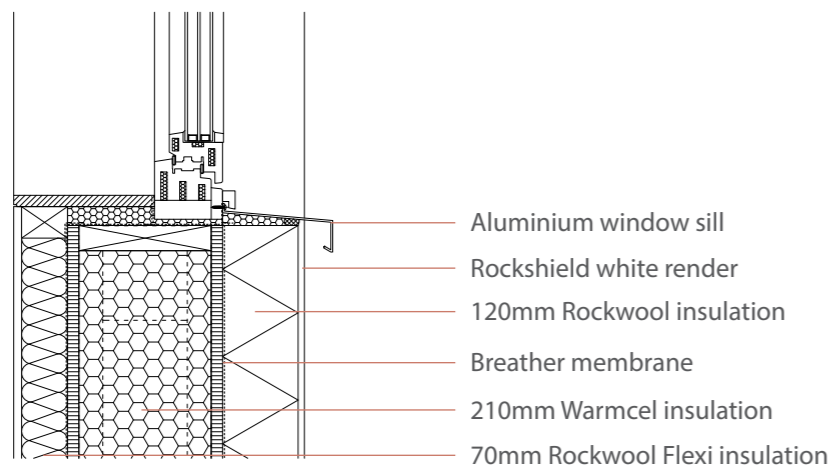 Aluminium window sill
Rockshield white render
120mm Rockwool insulation
Breather membrane
210mm Warmcel insulation
70mm Rockwool Flexi insulation